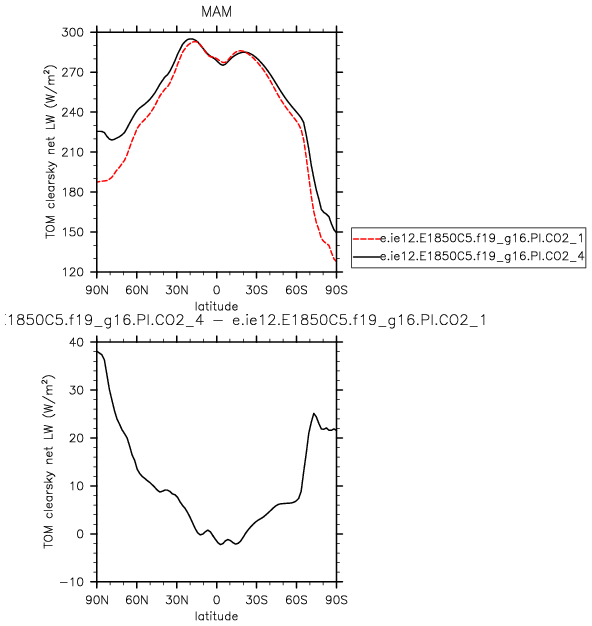 MAM
300
270
240
210
180
150
120
TOM clearsky net LW (W/m²)
90N 60N 30N 0 30S 60S 90S
latitude
e.ie12.E1850C5.f19_g16.PI.CO2_1
e.ie12.E1850C5.f19_g16.PI.CO2_4
.1850C5.f19_g16.PI.CO2_4 − e.ie12.E1850C5.f19_g16.PI.CO2_1
40
30
20
10
0
−10
TOM clearsky net LW (W/m²)
90N 60N 30N 0 30S 60S 90S
latitude